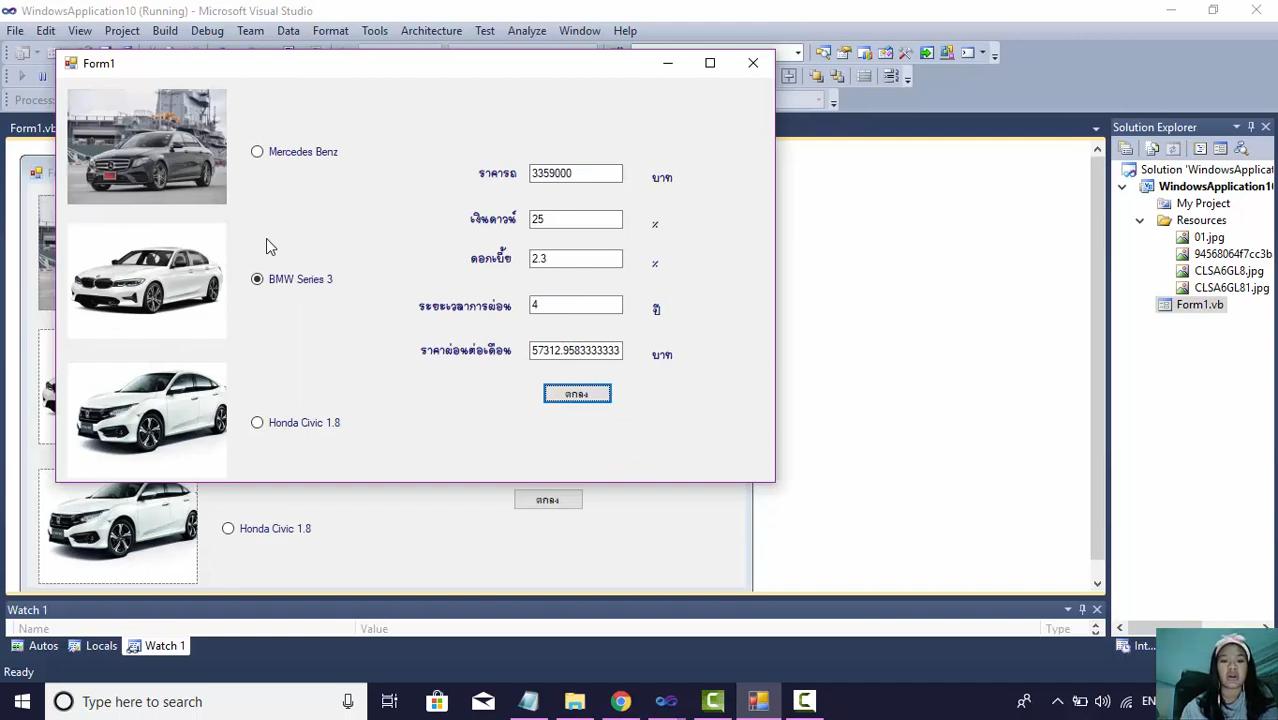 WindowsApplication10 (Running) - Microsoft Visual Studio
File Edit View Project Build Debug Team Data Format Tools Architecture Test Analyze Window Help
Process:
Form1
Form1.vb
Mercedes Benz
BMW Series 3
Honda Civic 1.8
ราคารถ 3359000 บาท
เงินดาวน์ 25 %
ดอกเบี้ย 2.3 %
ระยะเวลาการผ่อน 4 ปี
ราคาผ่อนต่อเดือน 57312.9583333333 บาท
ตกลง
ตกลง
Honda Civic 1.8
Solution Explorer
Solution 'WindowsApplicat
WindowsApplication10
My Project
Resources
01.jpg
94568064f7cc3b
CLSA6GL8.jpg
CLSA6GL81.jpg
Form1.vb
Watch 1
Name Value Type
Autos Locals Watch 1
Int...
Ready
Type here to search
EN